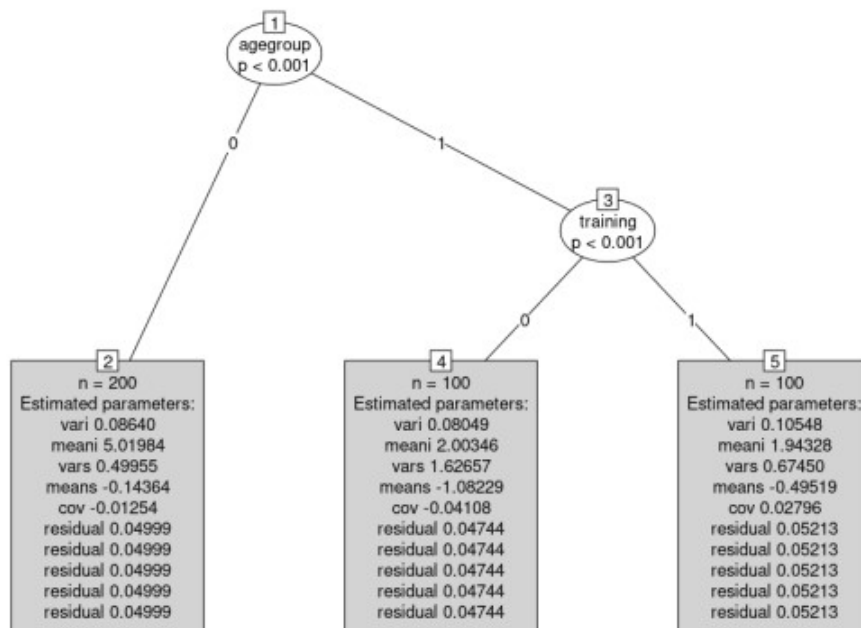 1
agegroup
p < 0.001
0
1
3
training
p < 0.001
0
1
2
n = 200
Estimated parameters:
vari 0.08640
meani 5.01984
vars 0.49955
means -0.14364
cov -0.01254
residual 0.04999
residual 0.04999
residual 0.04999
residual 0.04999
residual 0.04999
4
n = 100
Estimated parameters:
vari 0.08049
meani 2.00346
vars 1.62657
means -1.08229
cov -0.04108
residual 0.04744
residual 0.04744
residual 0.04744
residual 0.04744
residual 0.04744
5
n = 100
Estimated parameters:
vari 0.10548
meani 1.94328
vars 0.67450
means -0.49519
cov 0.02796
residual 0.05213
residual 0.05213
residual 0.05213
residual 0.05213
residual 0.05213